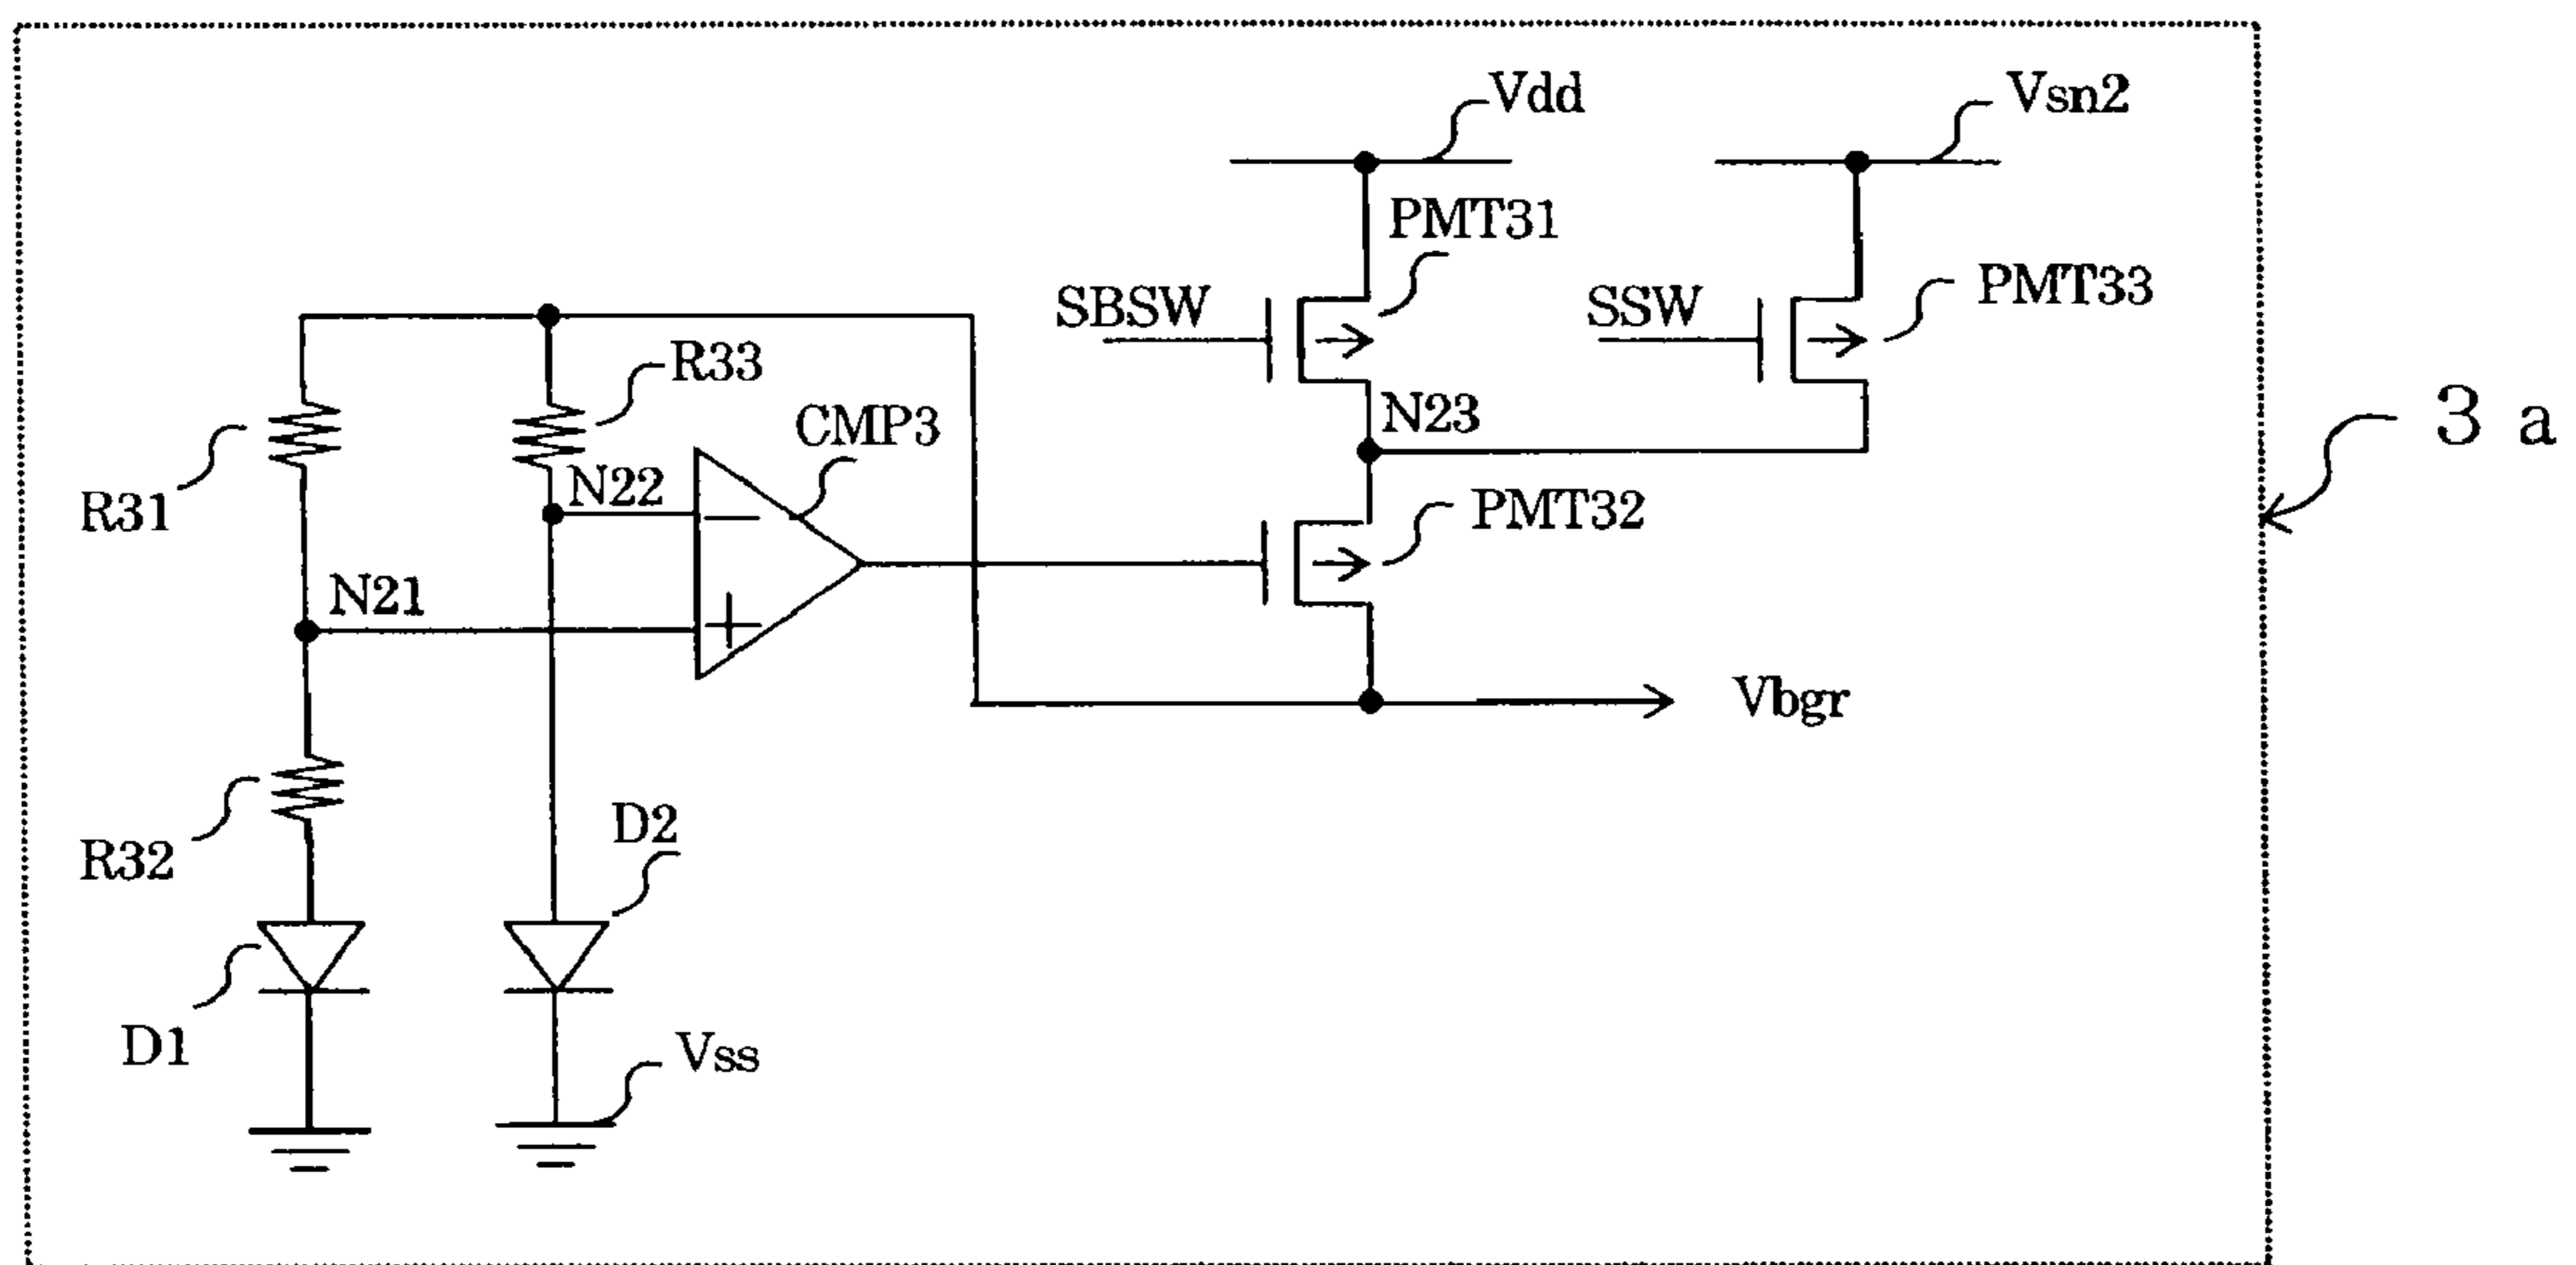 Vdd
Vsn2
PMT31
SBSW
SSW
PMT33
R33
CMP3
N23
3 a
R31
N22
PMT32
N21
Vbgr
R32
D2
D1
Vss